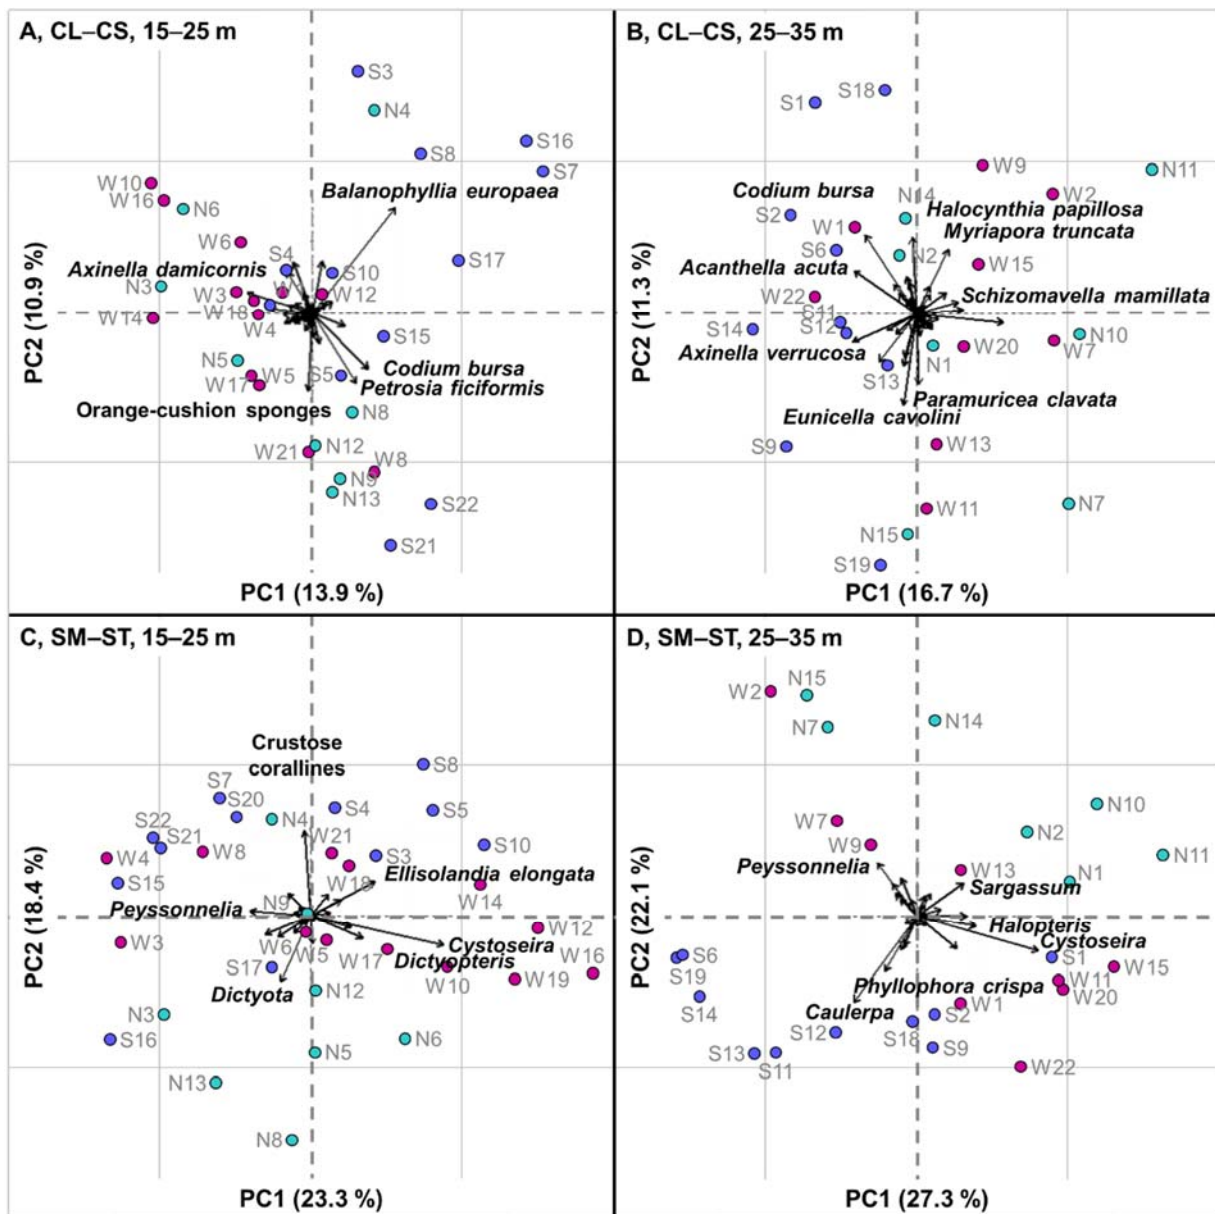 A, CL–CS, 15–25 m
S3
N4
S16
S8
S7
W10
W16
N6
Balanophyllia europaea
W6
S4
S17
Axinella damicornis
S10
N3
W3
W12
W18
W14
W4
S15
N5
W5
S5
Codium bursa
W17
Petrosia ficiformis
Orange-cushion sponges
N8
N12
W21
W8
N9
N13
S22
S21
PC2 (10.9 %)
PC1 (13.9 %)
B, CL–CS, 25–35 m
S18
S1
W9
N11
Codium bursa
W2
N14
S2
Halocynthia papillosa
W1
Myriapora truncata
S6
N2
Acanthella acuta
W15
W22
Schizomavella mamillata
S11
S14
S12
N10
Axinella verrucosa
W20
W7
N1
S13
Paramuricea clavata
Eunicella cavolini
W13
S9
W11
N7
N15
S19
PC2 (11.3 %)
PC1 (16.7 %)
C, SM–ST, 15–25 m
Crustose
corallines
S8
S7
S20
S4
S5
N4
S22
W21
S21
W8
S3
S10
W4
W18
Ellisolandia elongata
S15
W14
N9
Peyssonnelia
W12
W3
W6
W5
Cystoseira
W17
Dictyopteris
W16
S17
W10
W19
Dictyota
N12
N3
S16
N5
N6
N13
N8
PC2 (18.4 %)
PC1 (23.3 %)
D, SM–ST, 25–35 m
N15
W2
N7
N14
N10
W7
N2
W9
N11
Peyssonnelia
W13
N1
Sargassum
Halopteris
Cystoseira
S6
S1
S19
W15
Phyllophora crispa
W11
S14
W20
Caulerpa
W1
S2
S12
S18
S13
S9
S11
W22
PC2 (22.1 %)
PC1 (27.3 %)